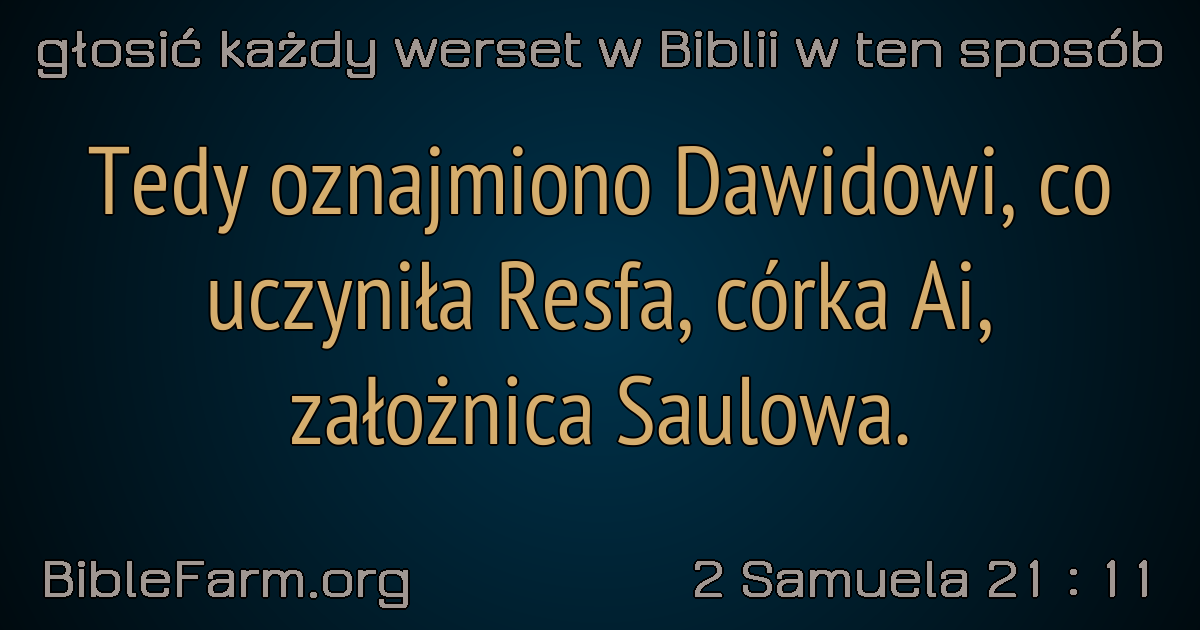 głosić każdy werset w Biblii w ten sposób
Tedy oznajmiono Dawidowi, co
uczyniła Resfa, córka Ai,
założnica Saulowa.
BibleFarm.org
2 Samuela 21 : 11